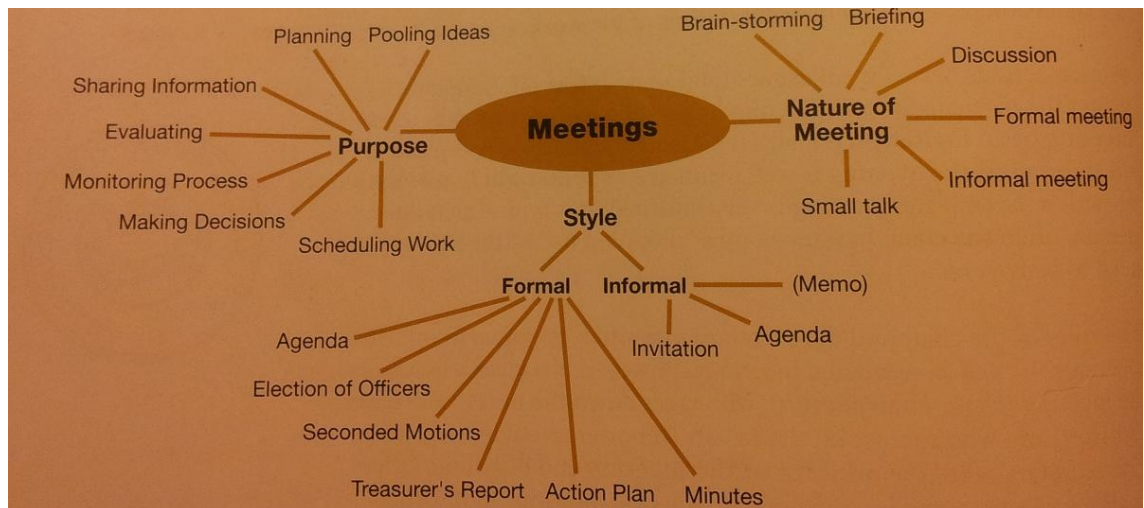 Planning
Pooling Ideas
Sharing Information
Evaluating
Monitoring Process
Making Decisions
Scheduling Work
Purpose
Meetings
Brain-storming
Briefing
Discussion
Formal meeting
Informal meeting
Small talk
Nature of
Meeting
Style
Formal
Agenda
Election of Officers
Seconded Motions
Treasurer's Report
Action Plan
Minutes
Informal
(Memo)
Agenda
Invitation